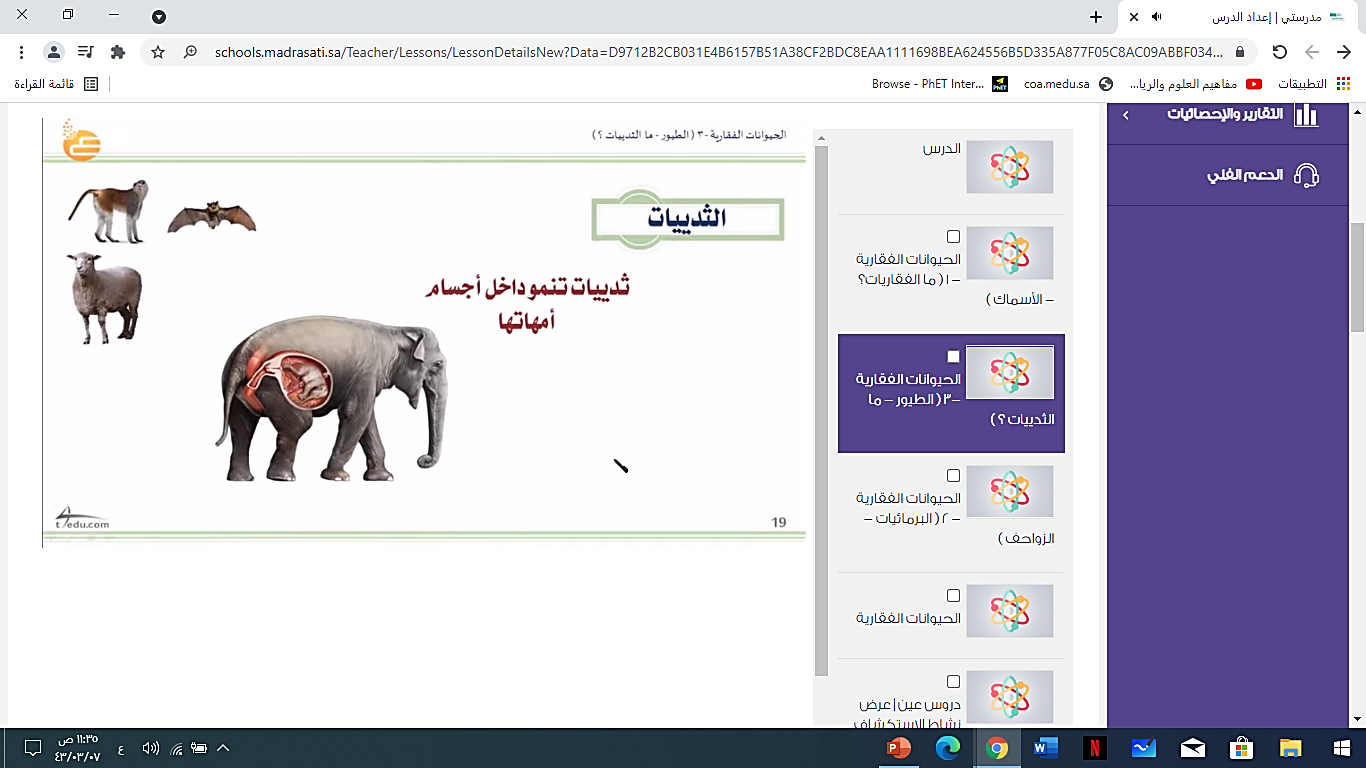 مدرستي | إعداد الدرس
schools.madrasati.sa/Teacher/Lessons/LessonDetailsNew?Data=D9712B2CB031E4B6157B51A38CF2BDC8EAA1111698BEA624556B5D335A877F05C8AC09ABBF034...
التطبيقات
مفاهيم العلوم والريا...
coa.medu.sa
Browse - PhET Inter...
قائمة القراءة
التقارير والإحصائيات
الدعم الفني
الدرس
الحيوانات الفقارية
– ١ ( ما الفقاريات؟
– الأسماك )
الحيوانات الفقارية
–٣ ( الطيور – ما
الثدييات ؟ )
الحيوانات الفقارية
– ٢ ( البرمائيات –
الزواحف )
الحيوانات الفقارية
دروس عين | عرض
نشاط الاستكشاف
الحيوانات الفقارية -٣ ( الطيور - ما الثدييات ؟ )
الثدييات
ثدييات تنمو داخل أجسام
أمهاتها
t4edu.com
19
ع
١١:٣٥ ص
٤٣/٠٣/٠٧